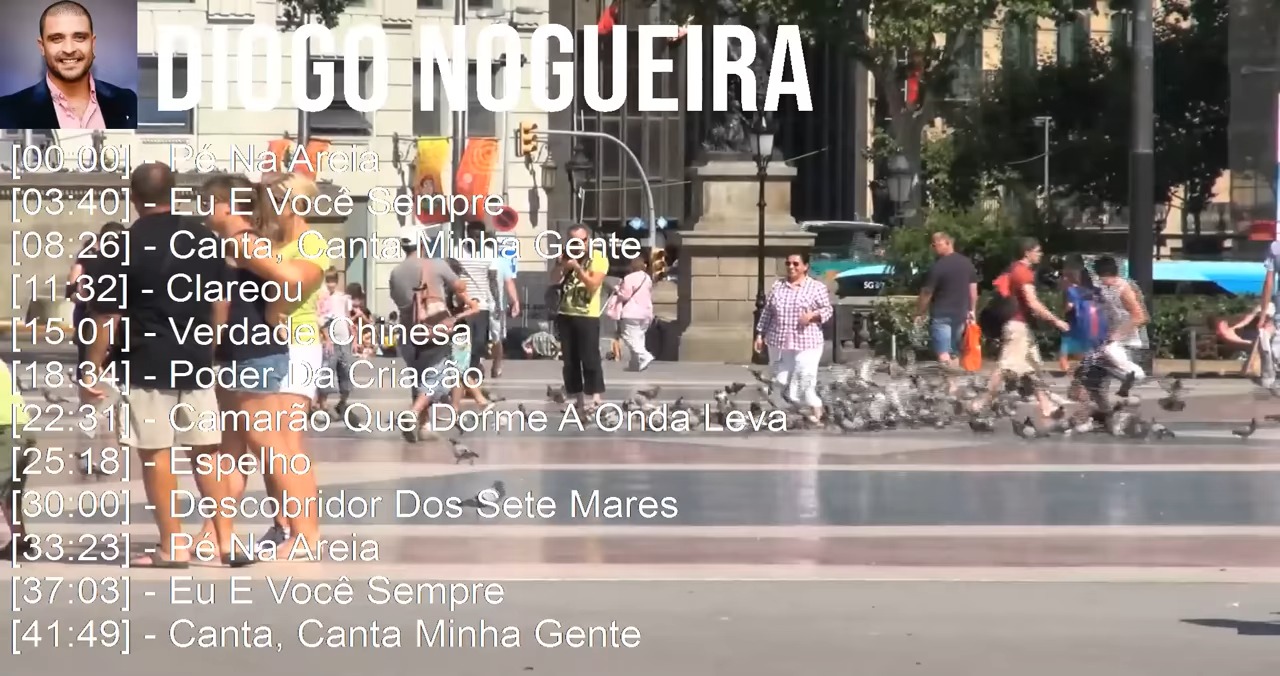 DIOGO NOGUEIRA
[00:00] - Pé Na Areia
[03:40] - Eu E Você Sempre
[08:26] - Canta, Canta Minha Gente
[11:32] - Clareou
[15:01] - Verdade Chinesa
[18:34] - Poder Da Criação
[22:31] - Camarão Que Dorme A Onda Leva
[25:18] - Espelho
[30:00] - Descobridor Dos Sete Mares
[33:23] - Pé Na Areia
[37:03] - Eu E Você Sempre
[41:49] - Canta, Canta Minha Gente